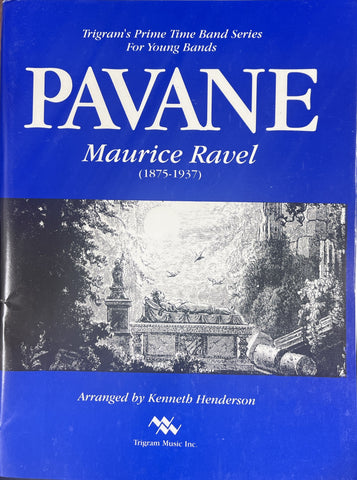 Trigram's Prime Time Band Series
For Young Bands
PAVANE
Maurice Ravel
(1875-1937)
Arranged by Kenneth Henderson
Trigram Music Inc.